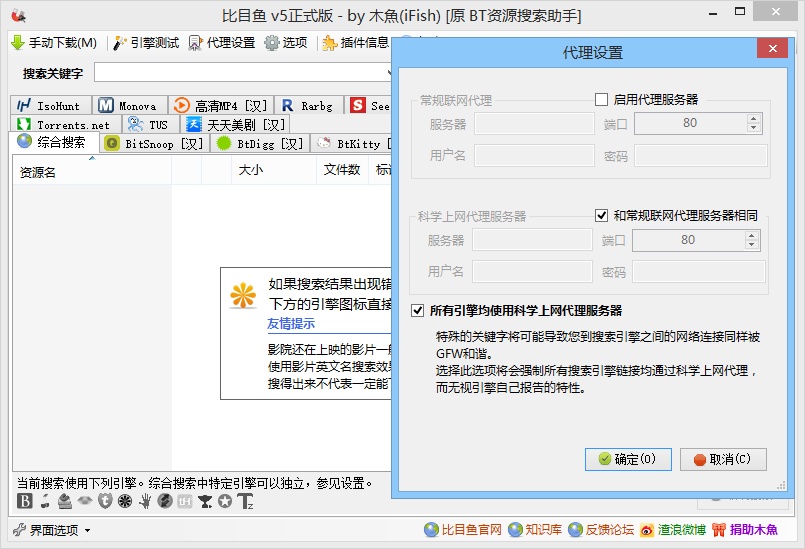 比目鱼 v5正式版 - by 木魚(iFish) [原 BT资源搜索助手]
手动下载(M) 引擎测试 代理设置 选项 插件信息
搜索关键字
IsoHunt Monova 高清MP4 [汉] Rarbg See
Torrents.net TUS 天天美剧 [汉]
综合搜索 BitSnoop [汉] BtDigg [汉] BtKitty [
资源名 大小 文件数
如果搜索结果出现错
下方的引擎图标直接
友情提示
影院还在上映的影片一般
使用影片英文名搜索效果
搜得出来不代表一定能下
当前搜索使用下列引擎。综合搜索中特定引擎可以独立，参见设置。
界面选项 比目鱼官网 知识库 反馈论坛 渣浪微博 捐助木魚
代理设置
常规联网代理 启用代理服务器
服务器 端口 80
用户名 密码
科学上网代理服务器 和常规联网代理服务器相同
服务器 端口 80
用户名 密码
所有引擎均使用科学上网代理服务器
特殊的关键字将可能导致您到搜索引擎之间的网络连接同样被
GFW和谐。
选择此选项将会强制所有搜索引擎链接均通过科学上网代理，
而无视引擎自己报告的特性。
确定(O) 取消(C)